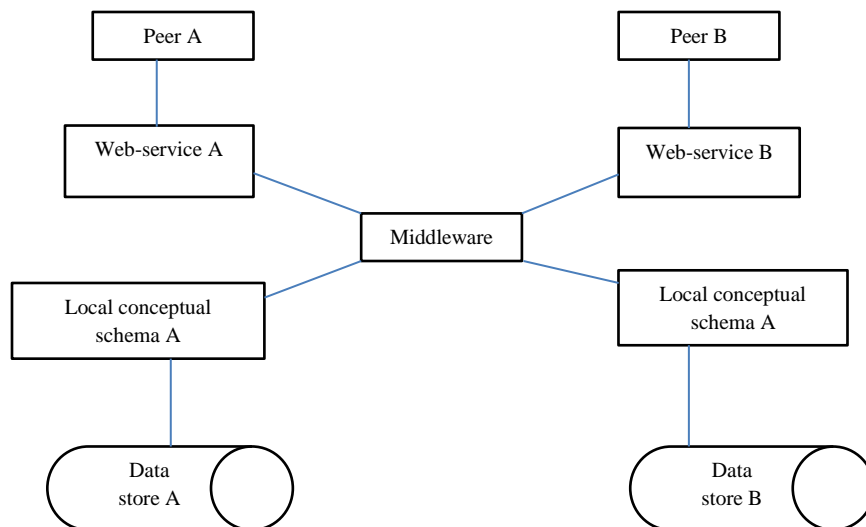 Peer A
Peer B
Web-service A
Web-service B
Middleware
Local conceptual
schema A
Local conceptual
schema A
Data
store A
Data
store B